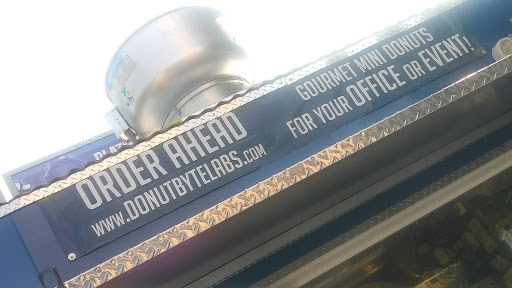 ORDER AHEAD
WWW.DONUTBYTELABS.COM
GOURMET MINI DONUTS
FOR YOUR OFFICE OR EVENT!